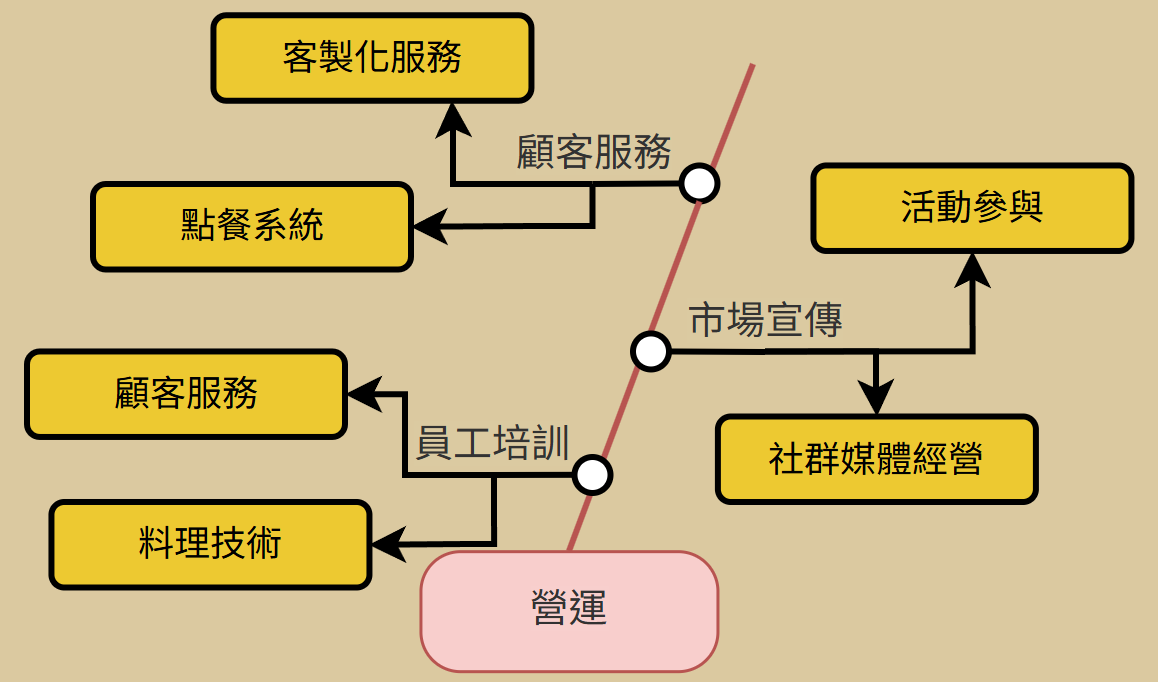 客製化服務
顧客服務
點餐系統
活動參與
市場宣傳
顧客服務
員工培訓
社群媒體經營
料理技術
營運